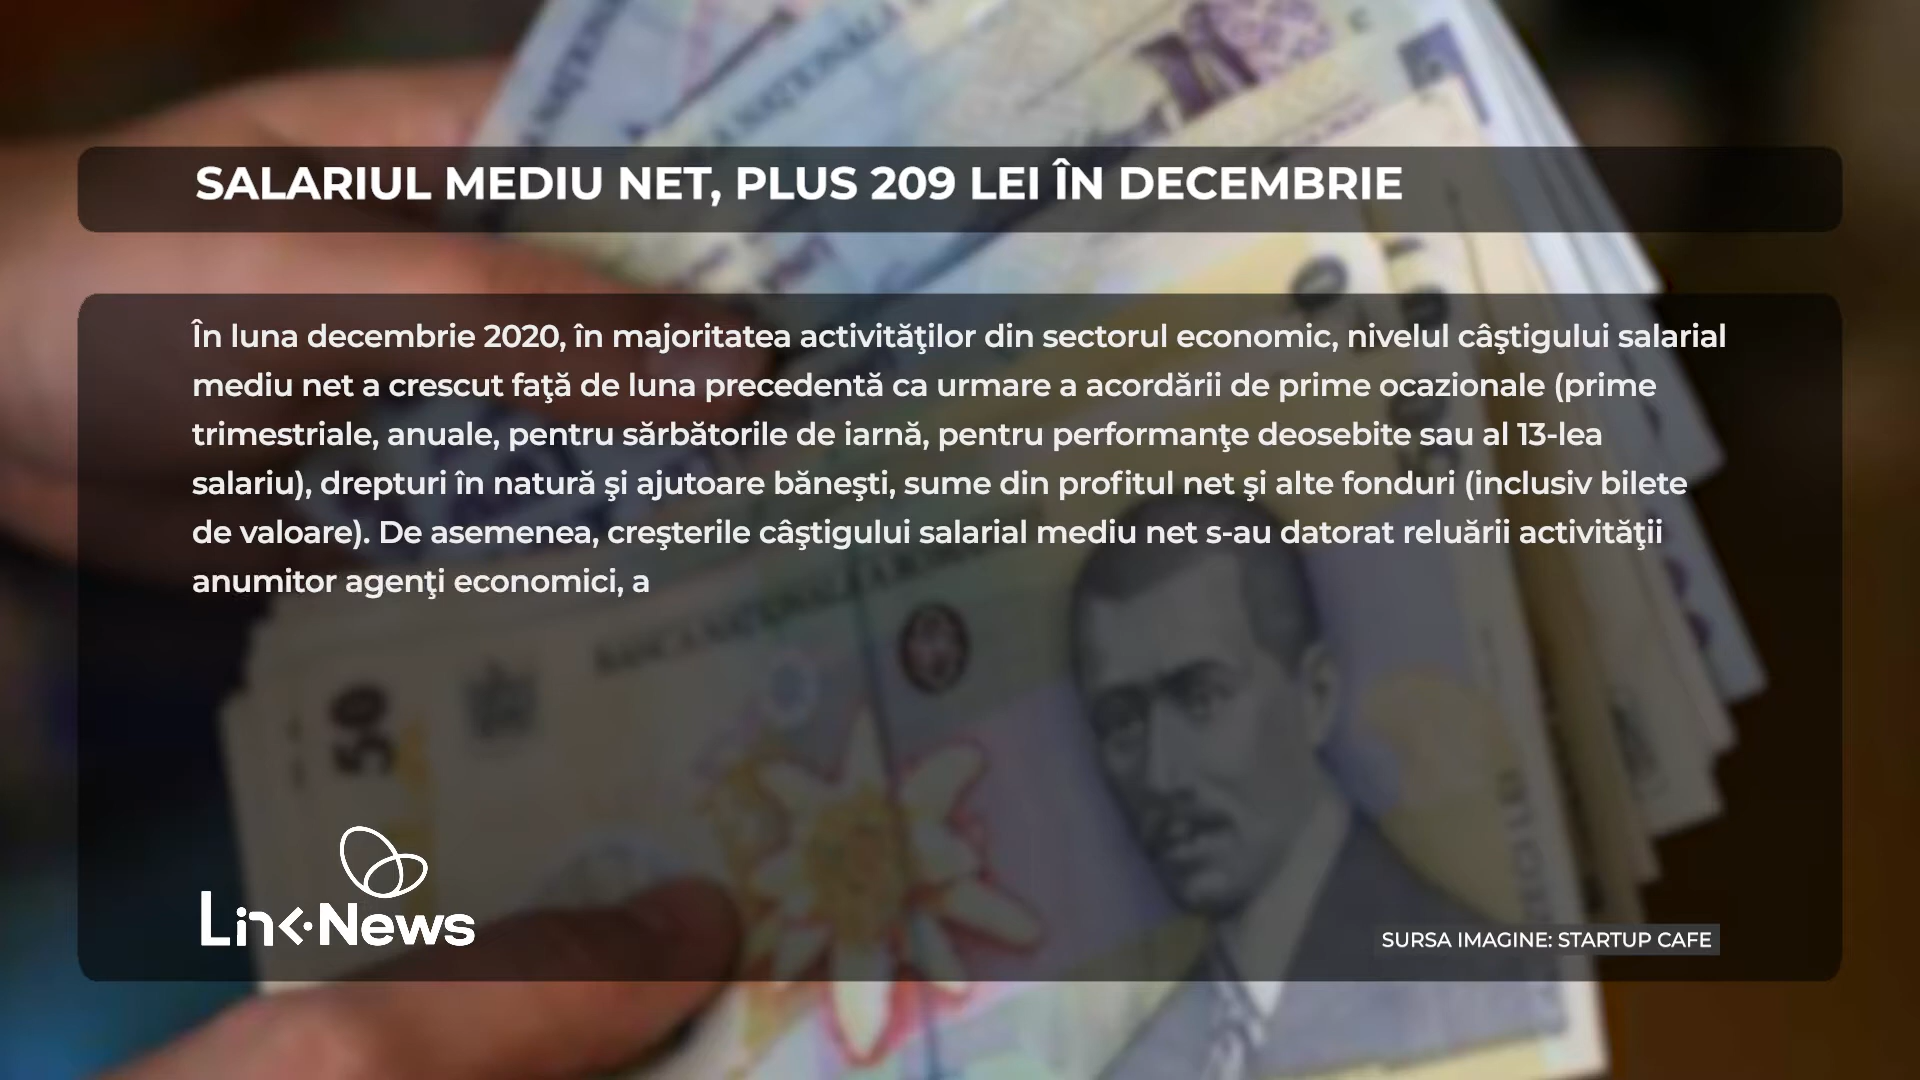 SALARIUL MEDIU NET, PLUS 209 LEI ÎN DECEMBRIE
În luna decembrie 2020, în majoritatea activităţilor din sectorul economic, nivelul câştigului salarial
mediu net a crescut faţă de luna precedentă ca urmare a acordării de prime ocazionale (prime
trimestriale, anuale, pentru sărbătorile de iarnă, pentru performanţe deosebite sau al 13-lea
salariu), drepturi în natură şi ajutoare băneşti, sume din profitul net şi alte fonduri (inclusiv bilete
de valoare). De asemenea, creşterile câştigului salarial mediu net s-au datorat reluării activităţii
anumitor agenţi economici, a
50
Link News
SURSA IMAGINE: STARTUP CAFE